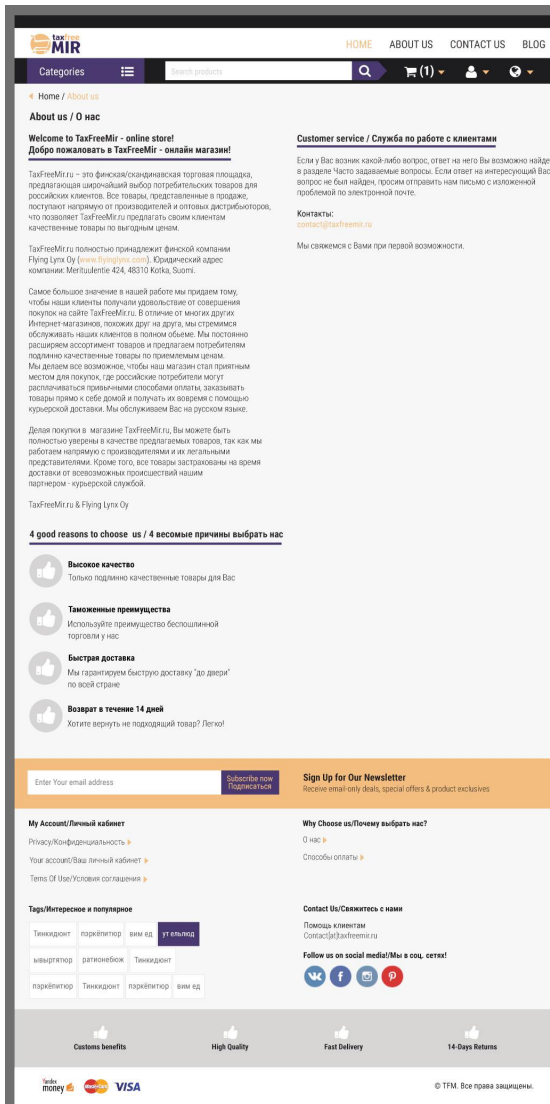 taxfree
MIR
HOME ABOUT US CONTACT US BLOG
Categories
Search products
(1)
Home / About us
About us / О нас
Welcome to TaxFreeMir - online store!
Добро пожаловать в TaxFreeMir - онлайн магазин!
TaxFreeMir.ru – это финская/скандинавская торговая площадка,
предлагающая широчайший выбор потребительских товаров для
российских клиентов. Все товары, представленные в продаже,
поступают напрямую от производителей и оптовых дистрибьюторов,
что позволяет TaxFreeMir.ru предлагать своим клиентам
качественные товары по выгодным ценам.
TaxFreeMir.ru полностью принадлежит финской компании
Flying Lynx Oy (www.flyinglynx.com). Юридический адрес
компании: Merituulentie 424, 48310 Kotka, Suomi.
Самое большое значение в нашей работе мы придаем тому,
чтобы наши клиенты получали удовольствие от совершения
покупок на сайте TaxFreeMir.ru. В отличие от многих других
Интернет-магазинов, похожих друг на друга, мы стремимся
обслуживать наших клиентов в полном объеме. Мы постоянно
расширяем ассортимент товаров и предлагаем потребителям
подлинно качественные товары по приемлемым ценам.
Мы делаем все возможное, чтобы наш магазин стал приятным
местом для покупок, где российские потребители могут
расплачиваться привычными способами оплаты, заказывать
товары прямо к себе домой и получать их вовремя с помощью
курьерской доставки. Мы обслуживаем Вас на русском языке.
Делая покупки в магазине TaxFreeMir.ru, Вы можете быть
полностью уверены в качестве предлагаемых товаров, так как мы
работаем напрямую с производителями и их легальными
представителями. Кроме того, все товары застрахованы на время
доставки от всевозможных происшествий нашим
партнером - курьерской службой.
TaxFreeMir.ru & Flying Lynx Oy
Customer service / Служба по работе с клиентами
Если у Вас возник какой-либо вопрос, ответ на него Вы возможно найде
в разделе Часто задаваемые вопросы. Если ответ на интересующий Вас
вопрос не был найден, просим отправить нам письмо с изложенной
проблемой по электронной почте.
Контакты:
contact@taxfreemir.ru
Мы свяжемся с Вами при первой возможности.
4 good reasons to choose us / 4 весомые причины выбрать нас
Высокое качество
Только подлинно качественные товары для Вас
Таможенные преимущества
Используйте преимущество беспошлинной
торговли у нас
Быстрая доставка
Мы гарантируем быструю доставку "до двери"
по всей стране
Возврат в течение 14 дней
Хотите вернуть не подходящий товар? Легко!
Enter Your email address
Subscribe now
Подписаться
Sign Up for Our Newsletter
Receive email-only deals, special offers & product exclusives
My Account/Личный кабинет
Privacy/Конфиденциальность
Your account/Ваш личный кабинет
Tems Of Use/Условия соглашения
Why Choose us/Почему выбрать нас?
О нас
Способы оплаты
Tags/Интересное и популярное
Тинкидюнт пэркёпитюр вим ед ут ельпюд
ывыртятюр ратионебюж Тинкидюнт
пэркёпитюр Тинкидюнт пэркёпитюр вим ед
Contact Us/Свяжитесь с нами
Помощь клиентам
Contact[at]taxfreemir.ru
Follow us on social media!/Мы в соц. сетях!
Customs benefits High Quality Fast Delivery 14-Days Returns
Yandex
money MasterCard VISA
© TFM. Все права защищены.